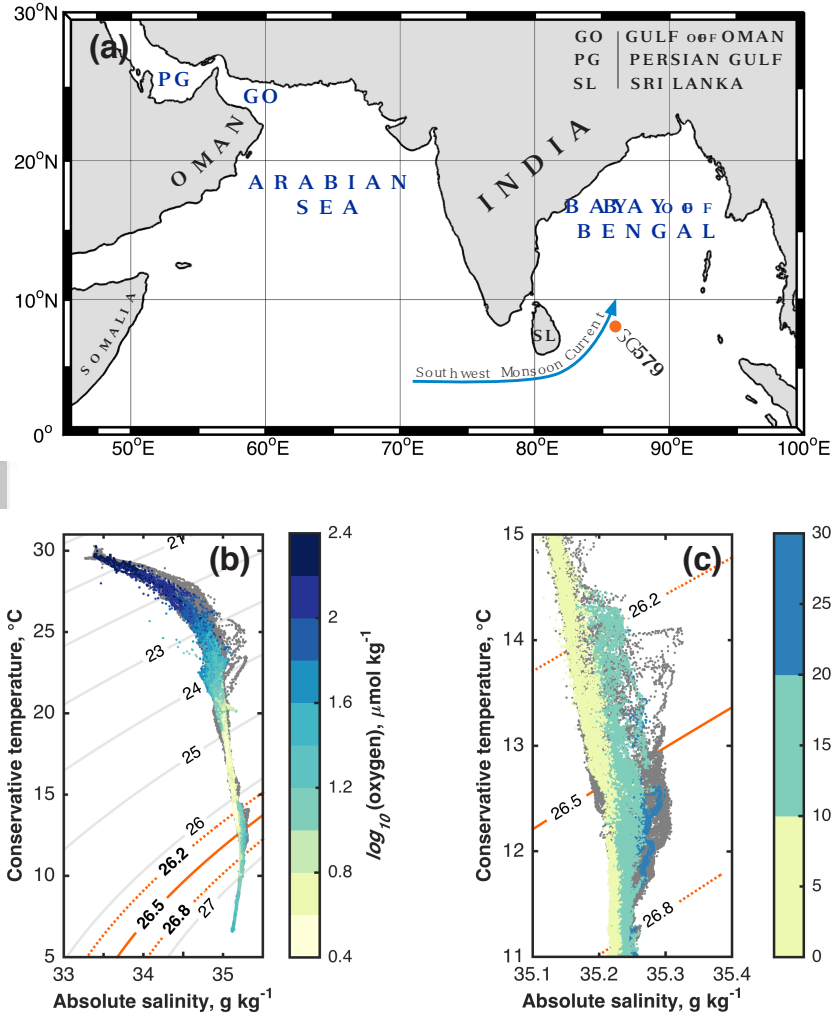 30°N
20°N
10°N
0°
(a)
PG
GO
OMAN
ARABIAN
SEA
INDIA
BAY OF
BENGAL
SOMALIA
SL
Southwest Monsoon Current
SG579
GO GULF OF OMAN
PG PERSIAN GULF
SL SRI LANKA
50°E 60°E 70°E 80°E 90°E 100°E
(b)
Conservative temperature, °C
30
25
20
15
10
5
33 34 35
Absolute salinity, g kg-1
21
23
24
25
26
26.2
26.5
26.8
27
2.4
2
1.6
1.2
0.8
0.4
log10(oxygen), μmol kg-1
(c)
Conservative temperature, °C
15
14
13
12
11
35.1 35.2 35.3 35.4
Absolute salinity, g kg-1
26.2
26.5
26.8
30
25
20
15
10
5
0